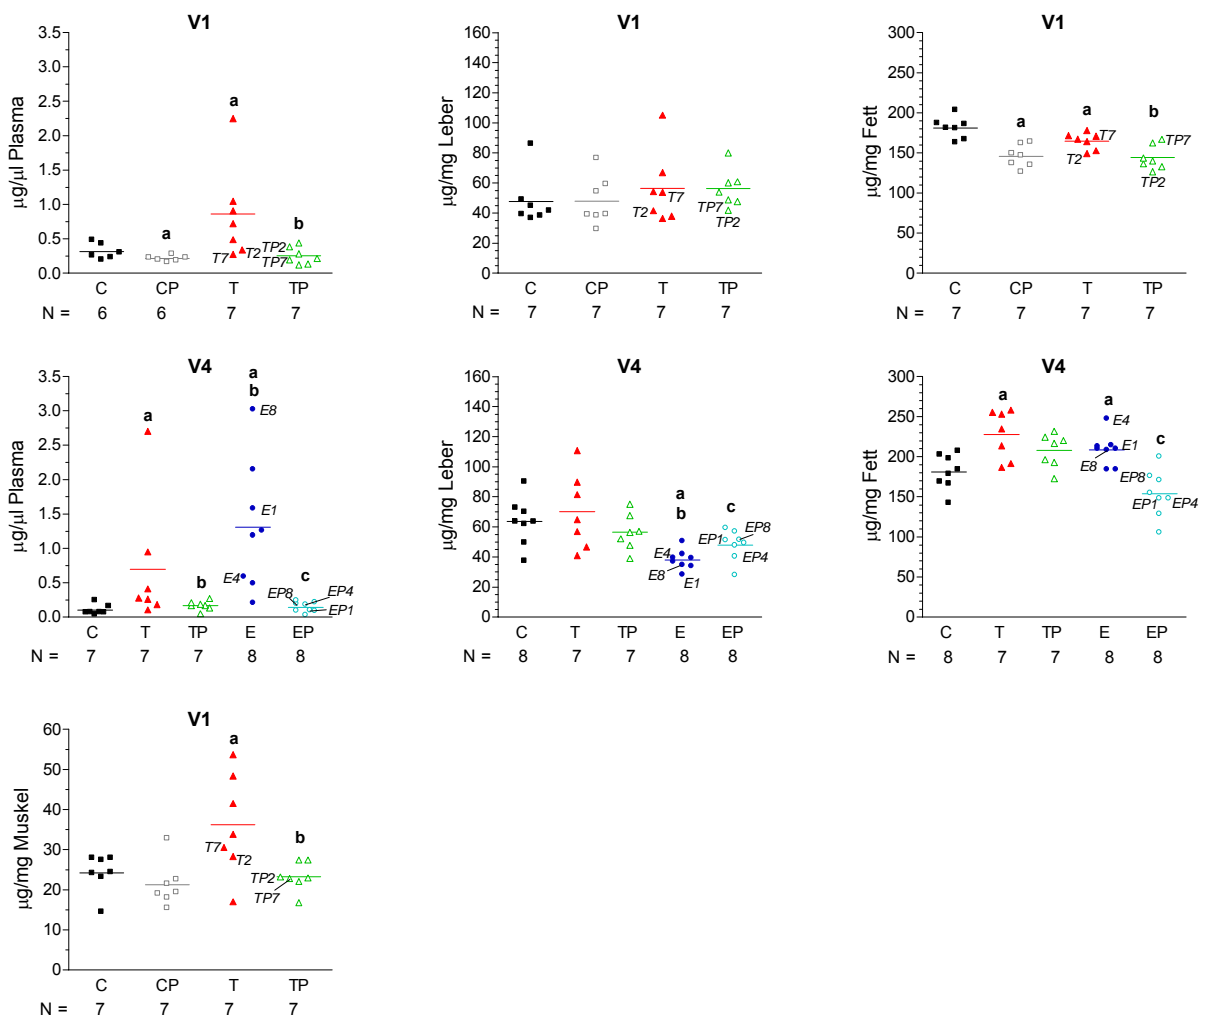 V1
µg/µl Plasma
3.5
3.0
2.5
2.0
1.5
1.0
0.5
0.0
a
a
b
T7
T2
TP2
TP7
C CP T TP
N = 6 6 7 7
V1
µg/mg Leber
160
140
120
100
80
60
40
20
0
T2
T7
TP7
TP2
C CP T TP
N = 7 7 7 7
V1
µg/mg Fett
300
250
200
150
100
50
0
a
a
b
T2
T7
TP7
TP2
C CP T TP
N = 7 7 7 7
V4
µg/µl Plasma
3.5
3.0
2.5
2.0
1.5
1.0
0.5
0.0
a
b
a
b
c
E8
E1
E4
EP8
EP4
EP1
C T TP E EP
N = 7 7 7 8 8
V4
µg/mg Leber
160
140
120
100
80
60
40
20
0
a
b
c
E4
E8
E1
EP1
EP8
EP4
C T TP E EP
N = 8 7 7 8 8
V4
µg/mg Fett
300
250
200
150
100
50
0
a
a
c
E4
E1
E8
EP8
EP1
EP4
C T TP E EP
N = 8 7 7 8 8
V1
µg/mg Muskel
60
50
40
30
20
10
0
a
b
T7
T2
TP2
TP7
C CP T TP
N = 7 7 7 7